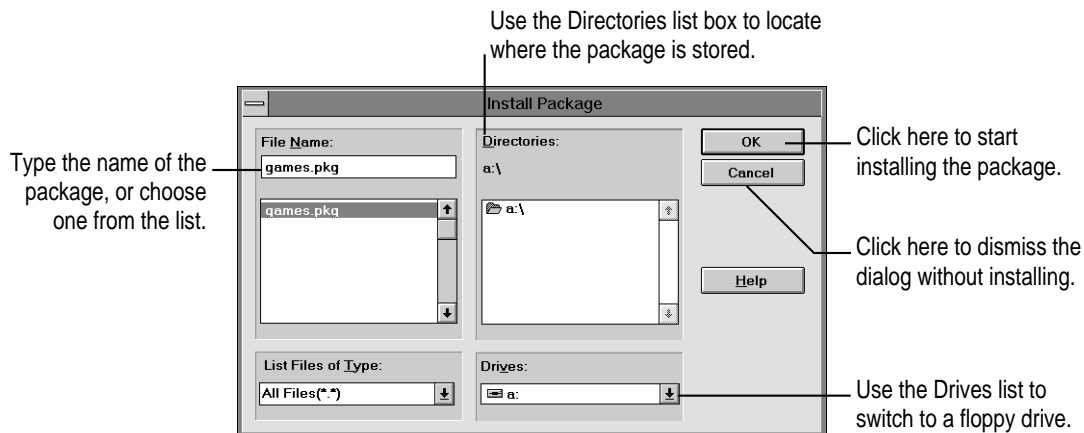 Use the Directories list box to locate
where the package is stored.
Install Package
File Name:
games.pkg
games.pkg
Directories:
a:\
a:\
OK
Cancel
Help
List Files of Type:
All Files(*.*)
Drives:
a:
Type the name of the
package, or choose
one from the list.
Click here to start
installing the package.
Click here to dismiss the
dialog without installing.
Use the Drives list to
switch to a floppy drive.